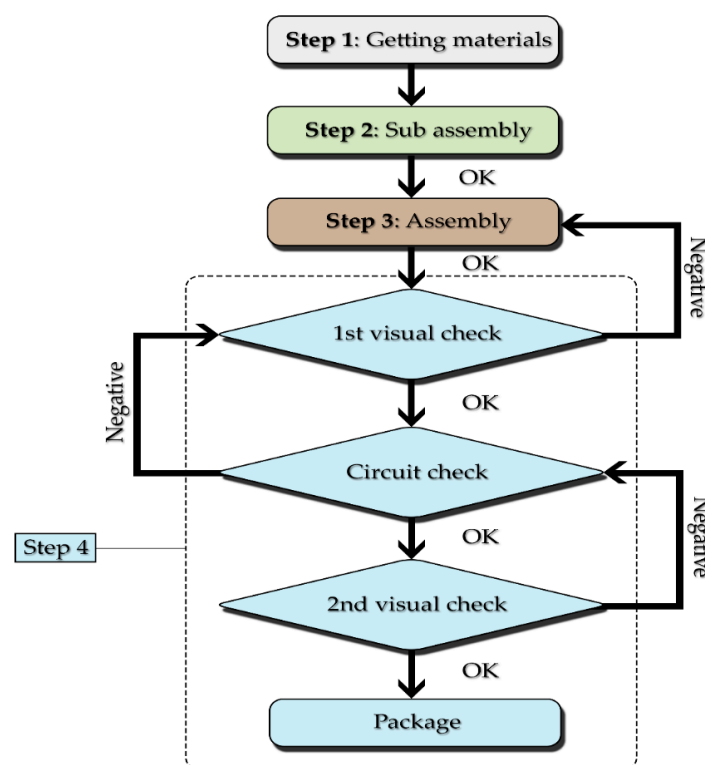 Step 1: Getting materials
Step 2: Sub assembly
OK
Step 3: Assembly
OK
Negative
1st visual check
Negative
OK
Circuit check
Negative
OK
Step 4
2nd visual check
OK
Package